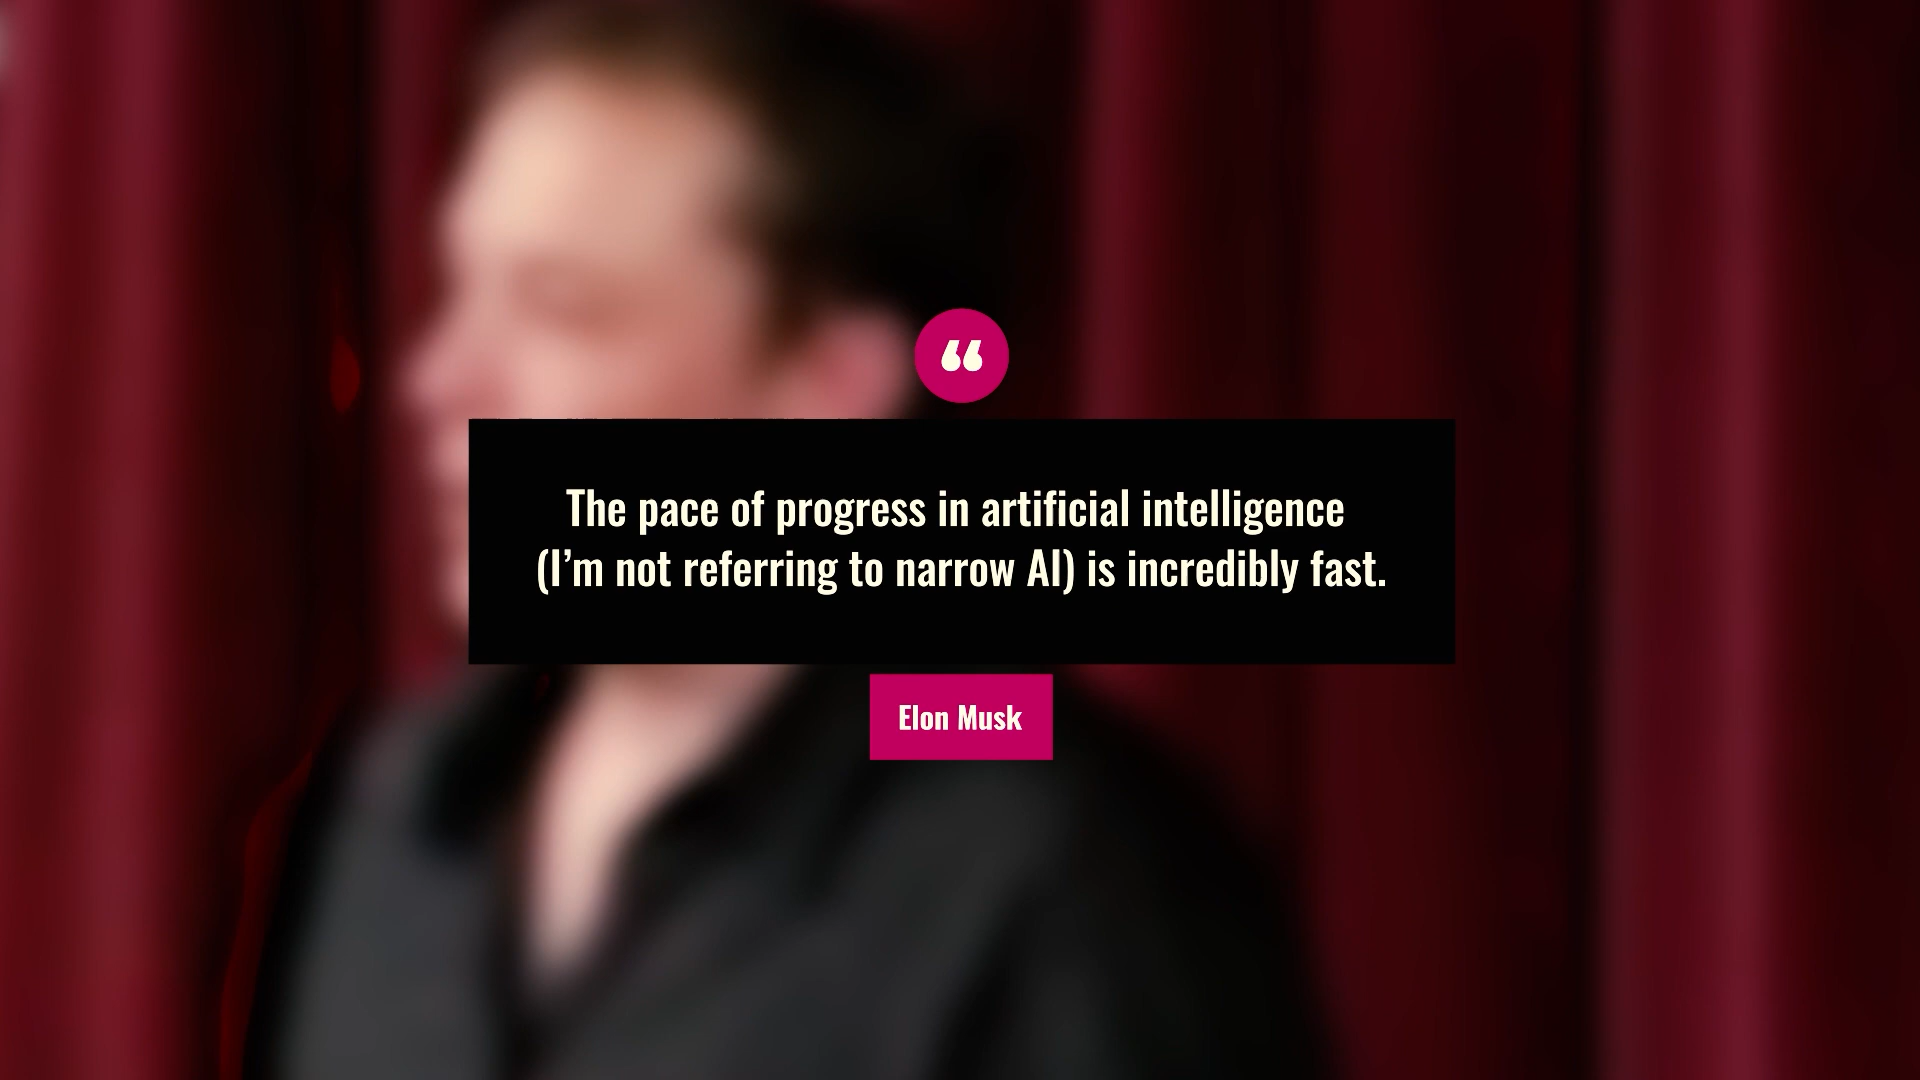 “
The pace of progress in artificial intelligence
(I’m not referring to narrow AI) is incredibly fast.
Elon Musk